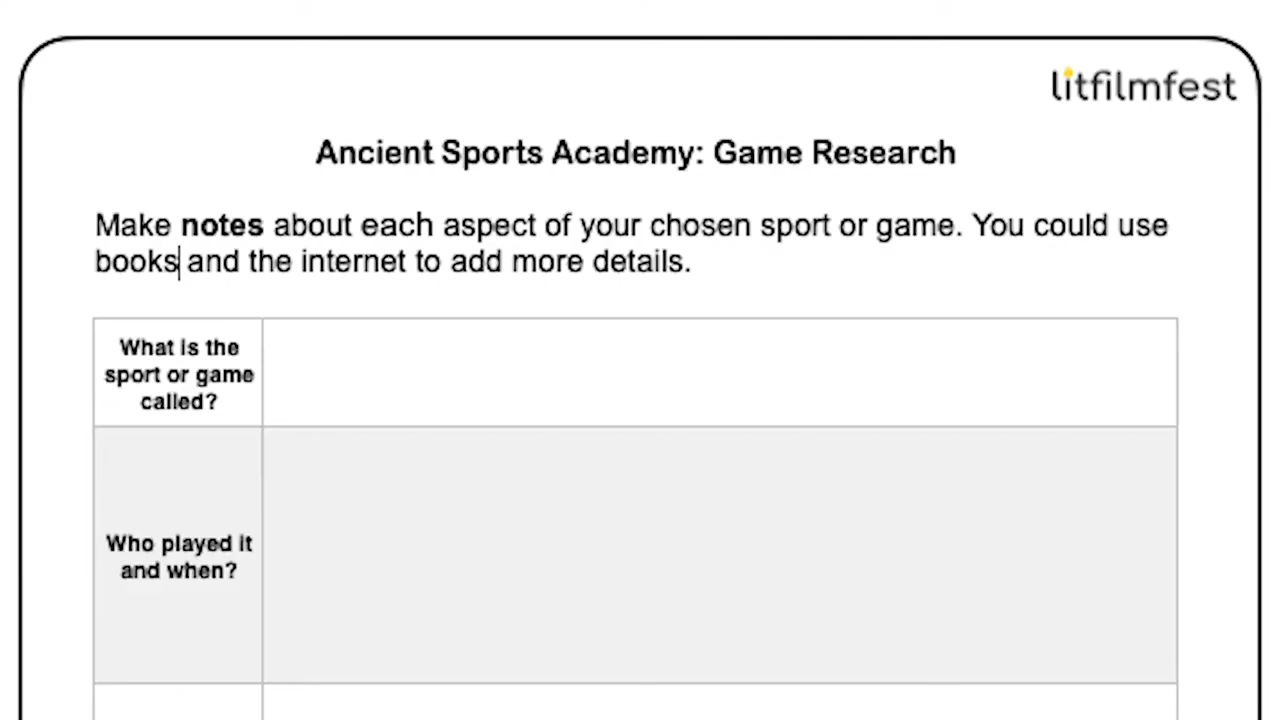 litfilmfest
Ancient Sports Academy: Game Research
Make notes about each aspect of your chosen sport or game. You could use
books and the internet to add more details.
What is the
sport or game
called?
Who played it
and when?